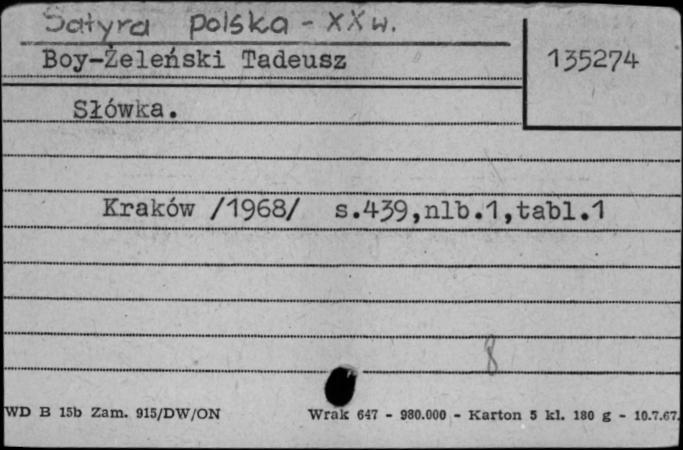 Satyra polska - XX w.
Boy-Żeleński Tadeusz
135274
Słówka.
Kraków /1968/ s.439,nlb.1,tabl.1
8
WD B 15b Zam. 915/DW/ON
Wrak 647 - 980.000 - Karton 5 kl. 180 g - 10.7.67.